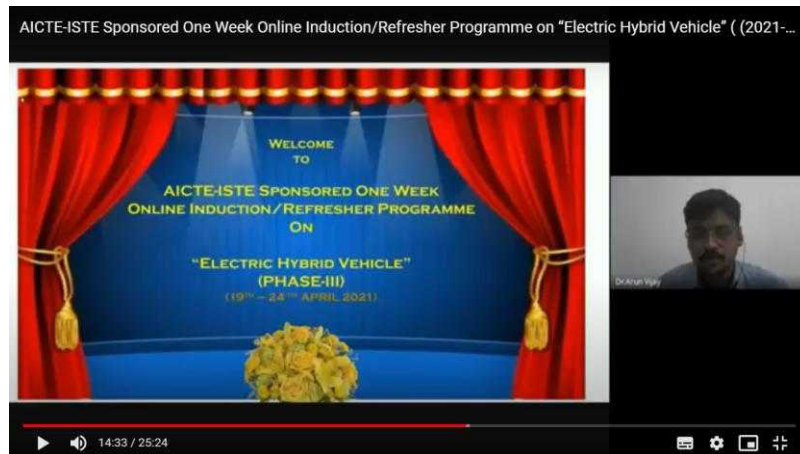 AICTE-ISTE Sponsored One Week Online Induction/Refresher Programme on “Electric Hybrid Vehicle” ( (2021-...
WELCOME
TO
AICTE-ISTE SPONSORED ONE WEEK
ONLINE INDUCTION/REFRESHER PROGRAMME
ON
“ELECTRIC HYBRID VEHICLE”
(PHASE-III)
(19TH – 24TH APRIL 2021)
Dr.Arun Vijay
14:33 / 25:24